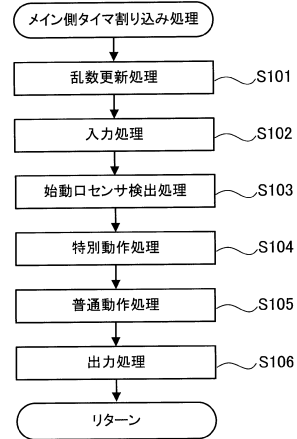 メイン側タイマ割り込み処理
乱数更新処理
S101
入力処理
S102
始動口センサ検出処理
S103
特別動作処理
S104
普通動作処理
S105
出力処理
S106
リターン